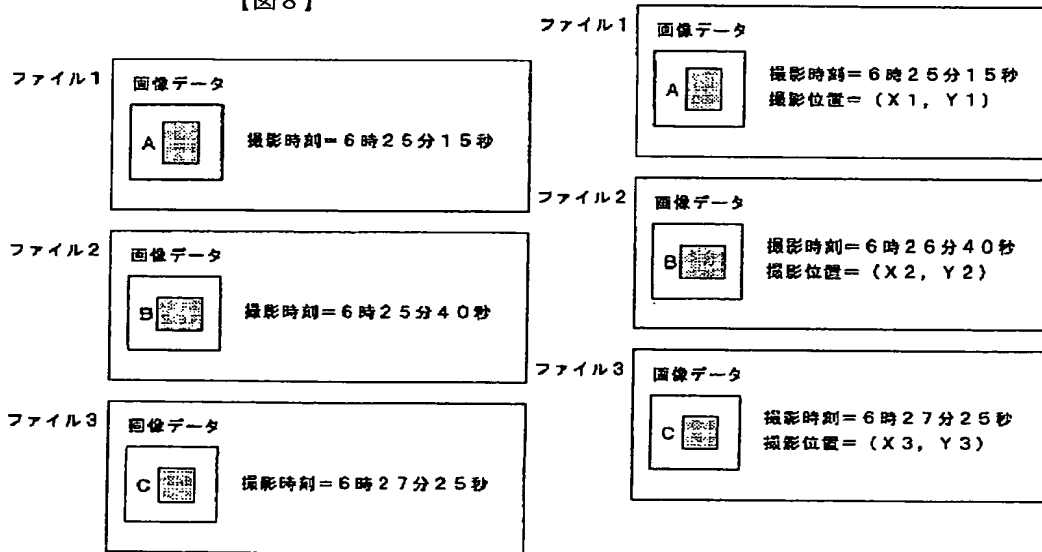 【図8】
ファイル1
画像データ
A
撮影時刻=6時25分15秒
ファイル2
画像データ
B
撮影時刻=6時25分40秒
ファイル3
画像データ
C
撮影時刻=6時27分25秒
ファイル1
画像データ
A
撮影時刻=6時25分15秒
撮影位置=(X1, Y1)
ファイル2
画像データ
B
撮影時刻=6時26分40秒
撮影位置=(X2, Y2)
ファイル3
画像データ
C
撮影時刻=6時27分25秒
撮影位置=(X3, Y3)